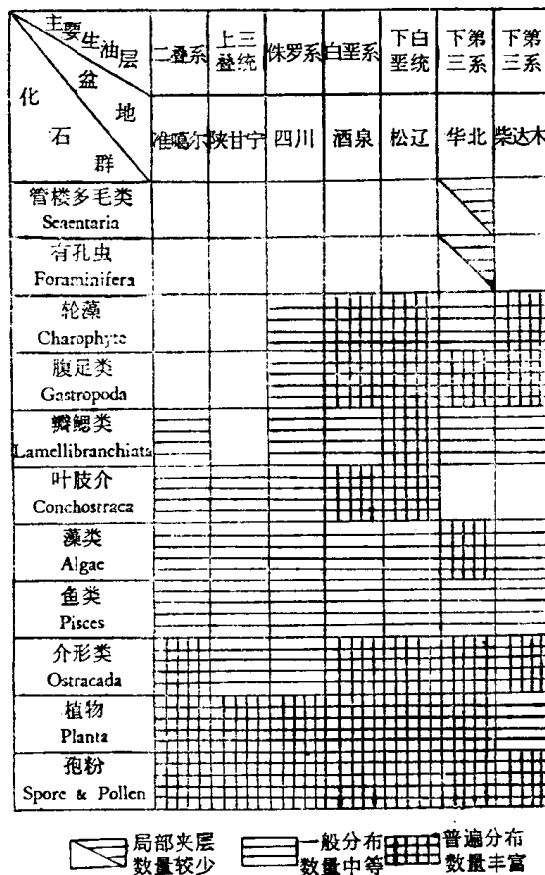 主要生油层
盆地
化石群
二叠系
上三叠统
侏罗系
白垩系
下白垩统
下第三系
下第三系
准噶尔
陕甘宁
四川
酒泉
松辽
华北
柴达木
管楼多毛类
Senentaria
有孔虫
Foraminifera
轮藻
Charophyte
腹足类
Gastropoda
瓣鳃类
Lamellibranchiata
叶肢介
Conchostraca
藻类
Algae
鱼类
Pisces
介形类
Ostracada
植物
Planta
孢粉
Spore & Pollen
局部夹层
数量较少
一般分布
数量中等
普遍分布
数量丰富